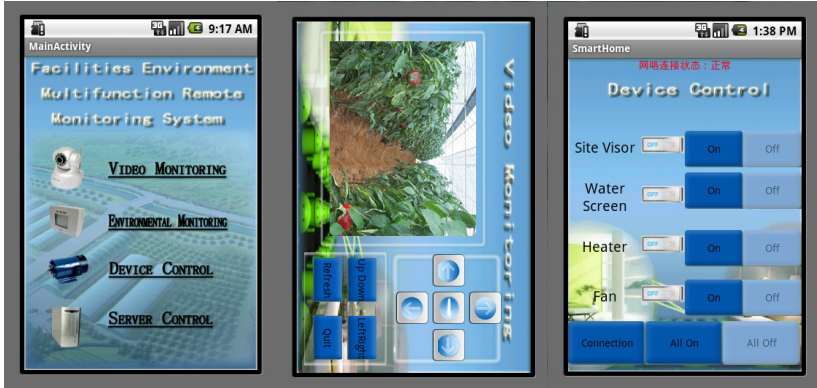 3G
9:17 AM
MainActivity
Facilities Environment
Multifunction Remote
Monitoring System
VIDEO MONITORING
ENVIRONMENTAL MONITORING
DEVICE CONTROL
SERVER CONTROL
Video Monitoring
Up Down
Refresh
LeftRight
Quit
3G
1:38 PM
SmartHome
网咯连接状态：正常
Device Control
Site Visor OFF On Off
Water
Screen OFF On Off
Heater OFF On Off
Fan OFF On Off
Connection All On All Off